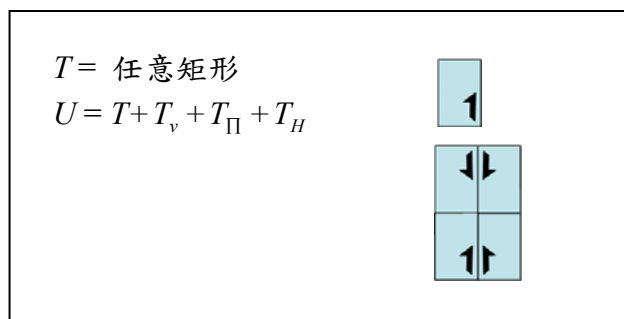 T = 任意矩形
U = T + T_v + T_Π + T_H